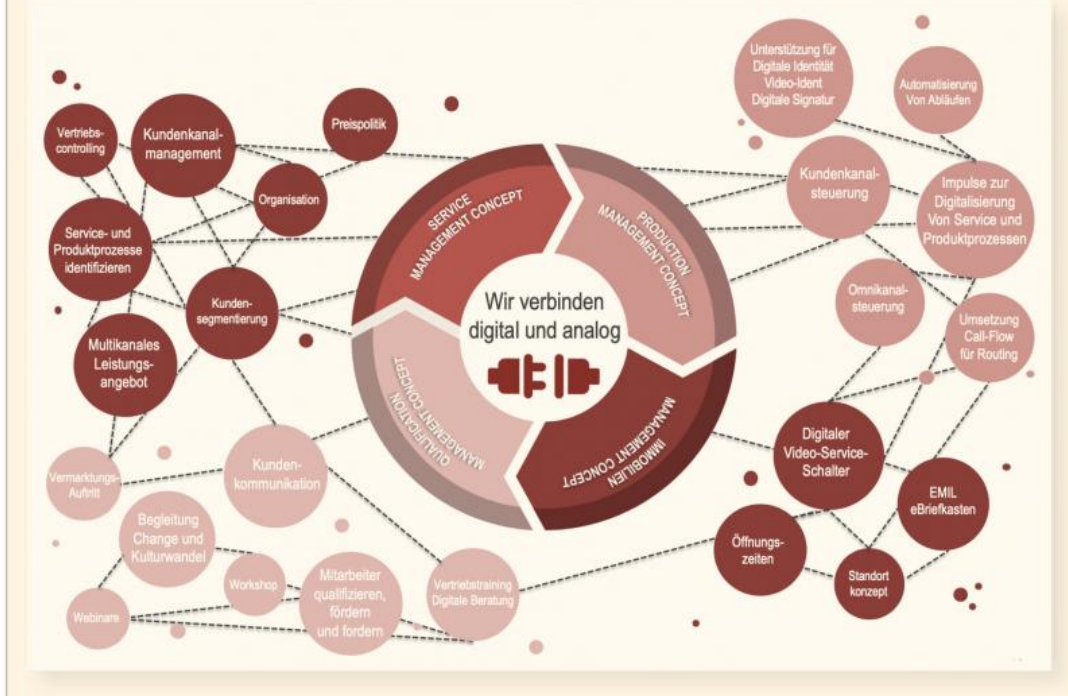 Unterstützung für
Digitale Identität
Video-Ident
Digitale Signatur
Automatisierung
Von Abläufen
Preispolitik
Vertriebs-
controlling
Kundenkanal-
management
Organisation
Kundenkanal-
steuerung
Impulse zur
Digitalisierung
Von Service und
Produktprozessen
Service- und
Produktprozesse
identifizieren
SERVICE
MANAGEMENT CONCEPT
PRODUCTION
MANAGEMENT CONCEPT
Kunden-
segmentierung
Omnikanal-
steuerung
Wir verbinden
digital und analog
Umsetzung
Call-Flow
für Routing
Multikanales
Leistungs-
angebot
QUALIFICATION
MANAGEMENT CONCEPT
IMMOBILIEN
MANAGEMENT CONCEPT
Digitaler
Video-Service-
Schalter
Vermarktungs-
Auftritt
Kunden-
kommunikation
EMIL
eBriefkasten
Begleitung
Change und
Kulturwandel
Öffnungs-
zeiten
Workshop
Mitarbeiter
qualifizieren,
fördern
und fordern
Vertriebstraining
Digitale Beratung
Standort
konzept
Webinare